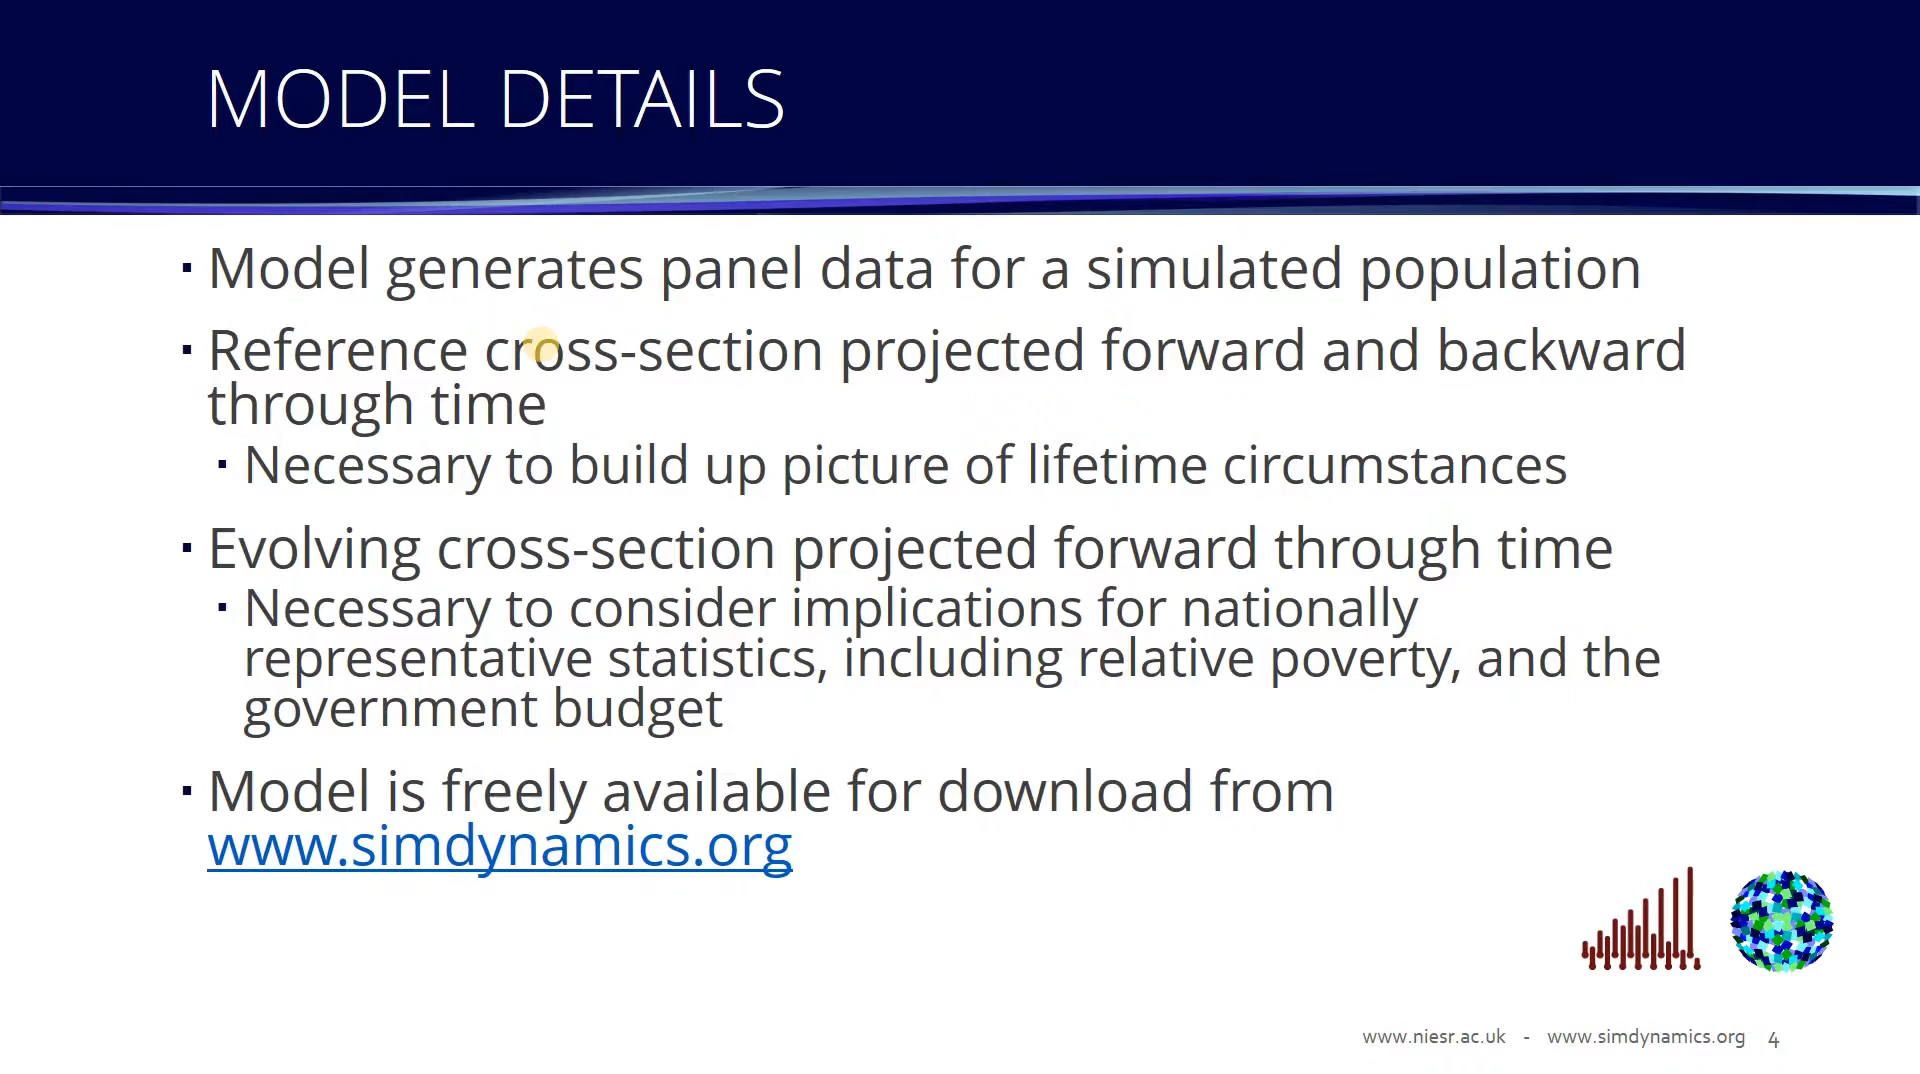 MODEL DETAILS
▪ Model generates panel data for a simulated population
▪ Reference cross-section projected forward and backward
through time
▪ Necessary to build up picture of lifetime circumstances
▪ Evolving cross-section projected forward through time
▪ Necessary to consider implications for nationally
representative statistics, including relative poverty, and the
government budget
▪ Model is freely available for download from
www.simdynamics.org
www.niesr.ac.uk - www.simdynamics.org 4